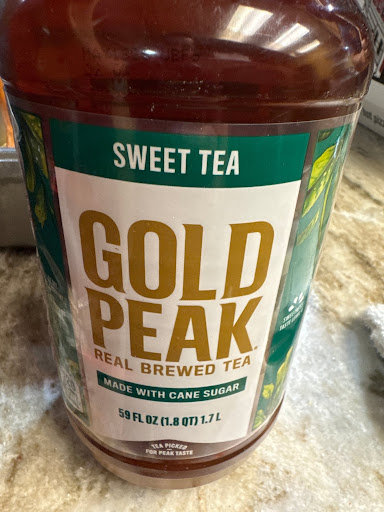 SWEET TEA
GOLD
PEAK
REAL BREWED TEA
MADE WITH CANE SUGAR
59 FL OZ (1.8 QT) 1.7 L
TEA PICKED
FOR PEAK TASTE